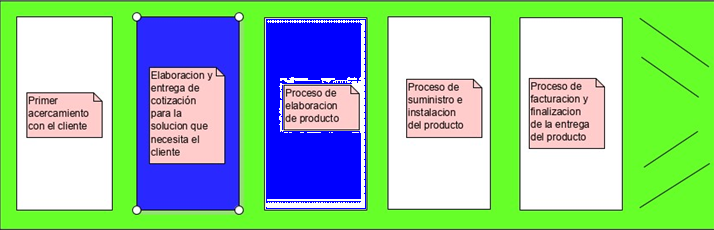 Primer
acercamiento
con el cliente
Elaboracion y
entrega de
cotización
para la
solucion que
necesita el
cliente
Proceso de
elaboracion
de producto
Proceso de
suministro e
instalacion
del producto
Proceso de
facturacion y
finalizacion
de la entrega
del producto